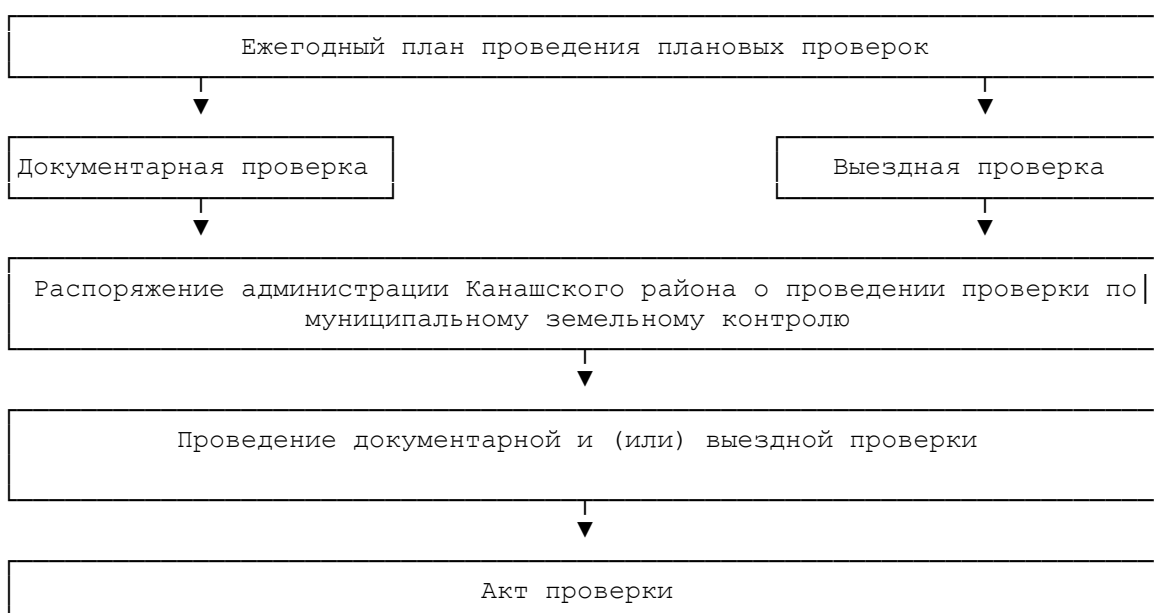 Ежегодный план проведения плановых проверок
Документарная проверка
Выездная проверка
Распоряжение администрации Канашского района о проведении проверки по
муниципальному земельному контролю
Проведение документарной и (или) выездной проверки
Акт проверки